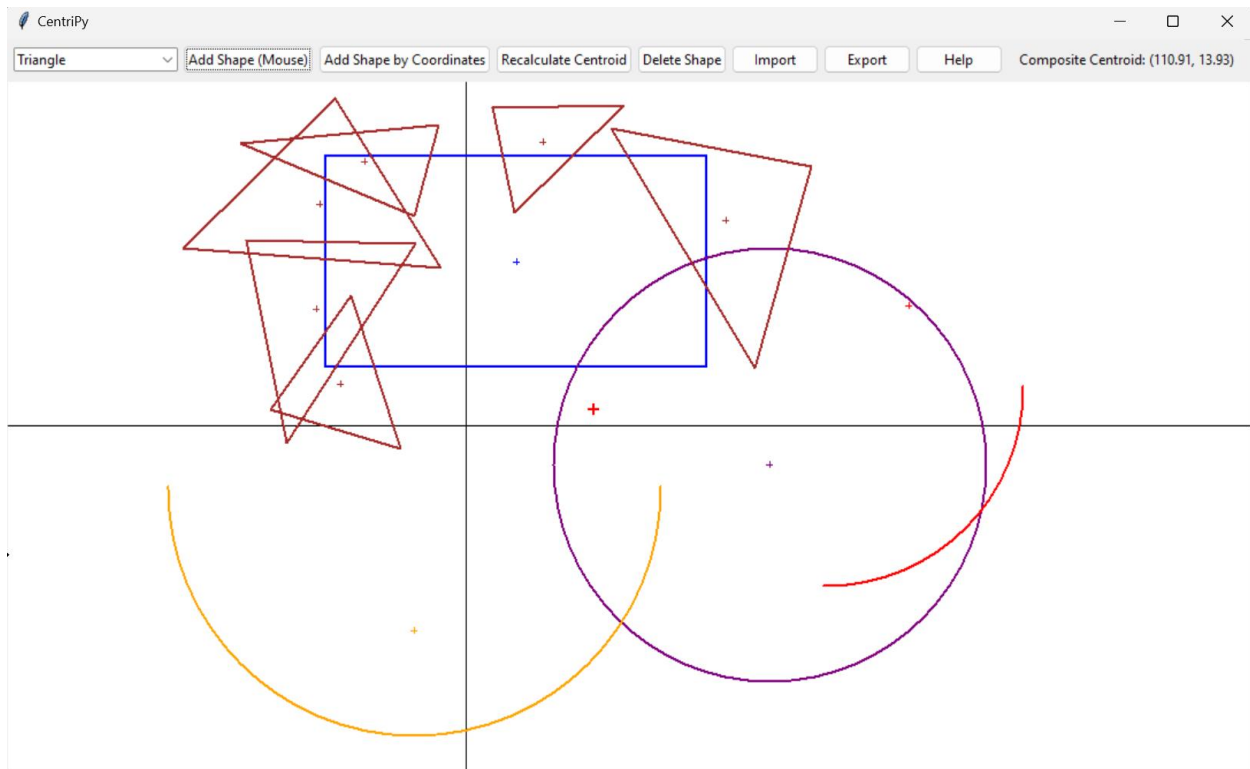 CentriPy
Triangle Add Shape (Mouse) Add Shape by Coordinates Recalculate Centroid Delete Shape Import Export Help Composite Centroid: (110.91, 13.93)